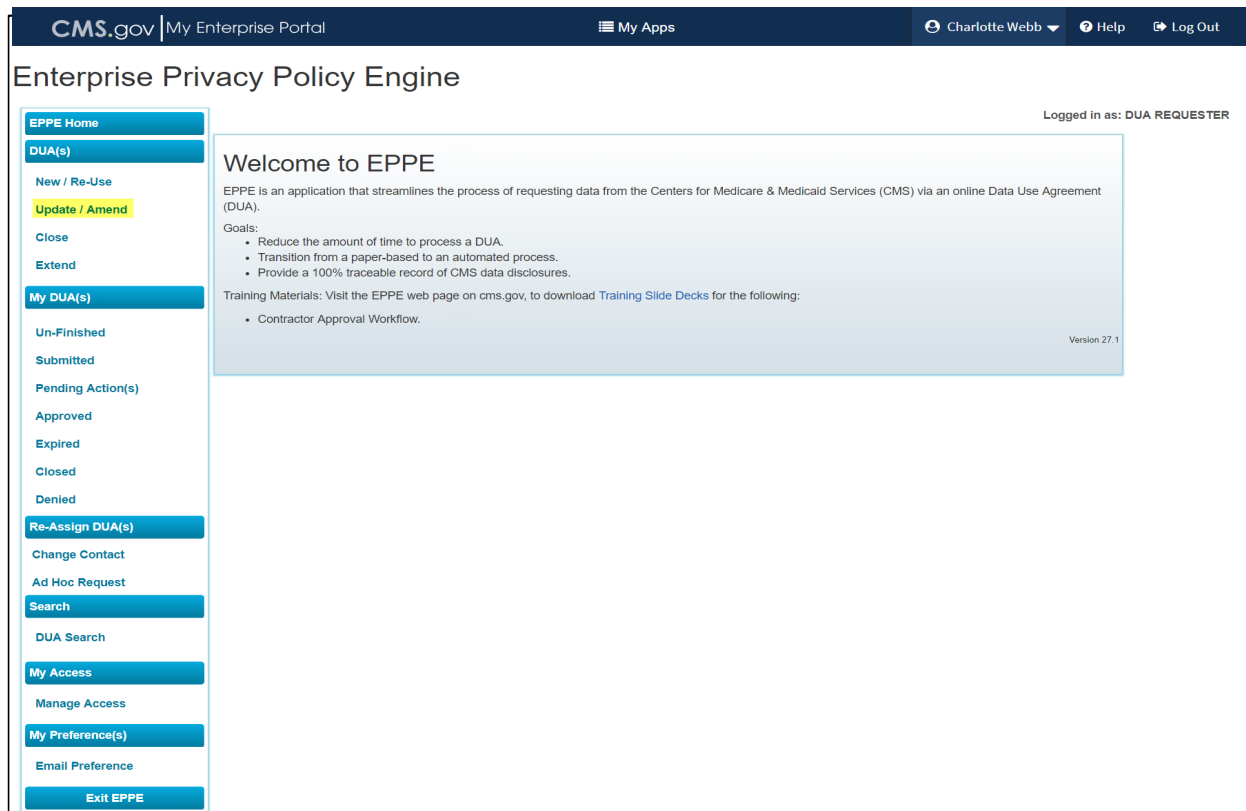 CMS.gov My Enterprise Portal My Apps Charlotte Webb Help Log Out
Enterprise Privacy Policy Engine
Logged in as: DUA REQUESTER
EPPE Home
DUA(s)
New / Re-Use
Update / Amend
Close
Extend
My DUA(s)
Un-Finished
Submitted
Pending Action(s)
Approved
Expired
Closed
Denied
Re-Assign DUA(s)
Change Contact
Ad Hoc Request
Search
DUA Search
My Access
Manage Access
My Preference(s)
Email Preference
Exit EPPE
Welcome to EPPE
EPPE is an application that streamlines the process of requesting data from the Centers for Medicare & Medicaid Services (CMS) via an online Data Use Agreement
(DUA).
Goals:
• Reduce the amount of time to process a DUA.
• Transition from a paper-based to an automated process.
• Provide a 100% traceable record of CMS data disclosures.
Training Materials: Visit the EPPE web page on cms.gov, to download Training Slide Decks for the following:
• Contractor Approval Workflow.
Version 27.1